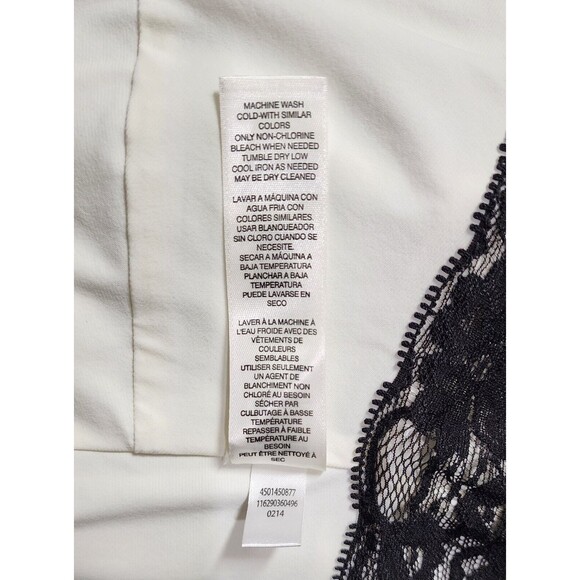 MACHINE WASH
COLD-WITH SIMILAR
COLORS
ONLY NON-CHLORINE
BLEACH WHEN NEEDED
TUMBLE DRY LOW
COOL IRON AS NEEDED
MAY BE DRY CLEANED
LAVAR A MÁQUINA CON
AGUA FRIA CON
COLORES SIMILARES.
USAR BLANQUEADOR
SIN CLORO CUANDO SE
NECESITE.
SECAR A MÁQUINA A
BAJA TEMPERATURA
PLANCHAR A BAJA
TEMPERATURA
PUEDE LAVARSE EN
SECO
LAVER À LA MACHINE À
L'EAU FROIDE AVEC DES
VÊTEMENTS DE
COULEURS
SEMBLABLES
UTILISER SEULEMENT
UN AGENT DE
BLANCHIMENT NON
CHLORÉ AU BESOIN
SÉCHER PAR
CULBUTAGE À BASSE
TEMPÉRATURE
REPASSER À FAIBLE
TEMPÉRATURE AU
BESOIN
PEUT ÊTRE NETTOYÉ À
SEC
4501450877
116290360496
0214